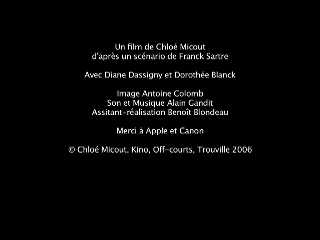 Un film de Chloé Micout
d'après un scénario de Franck Sartre
Avec Diane Dassigny et Dorothée Blanck
Image Antoine Colomb
Son et Musique Alain Gandit
Assitant-réalisation Benoît Blondeau
Merci à Apple et Canon
© Chloé Micout, Kino, Off-courts, Trouville 2006